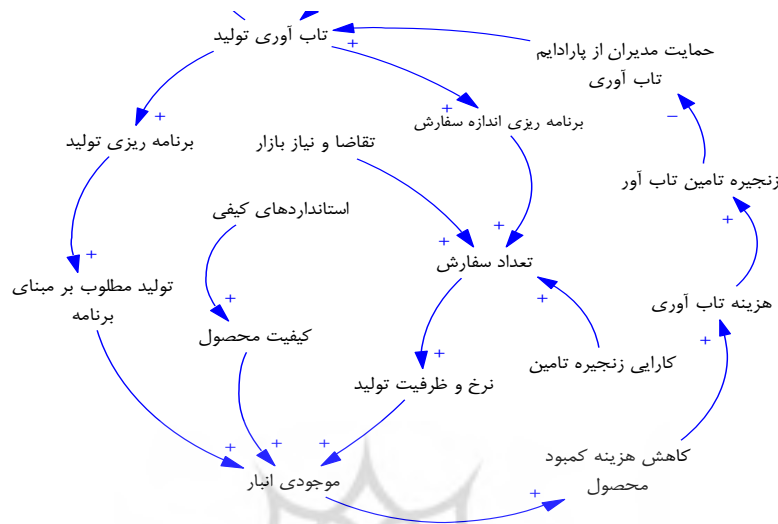 تاب آوری تولید
حمایت مدیران از پارادایم
تاب آوری
برنامه ریزی اندازه سفارش
تقاضا و نیاز بازار
برنامه ریزی تولید
زنجیره تامین تاب آور
استانداردهای کیفی
تعداد سفارش
تولید مطلوب بر مبنای
برنامه
هزینه تاب آوری
کیفیت محصول
کارایی زنجیره تامین
نرخ و ظرفیت تولید
کاهش هزینه کمبود
محصول
موجودی انبار